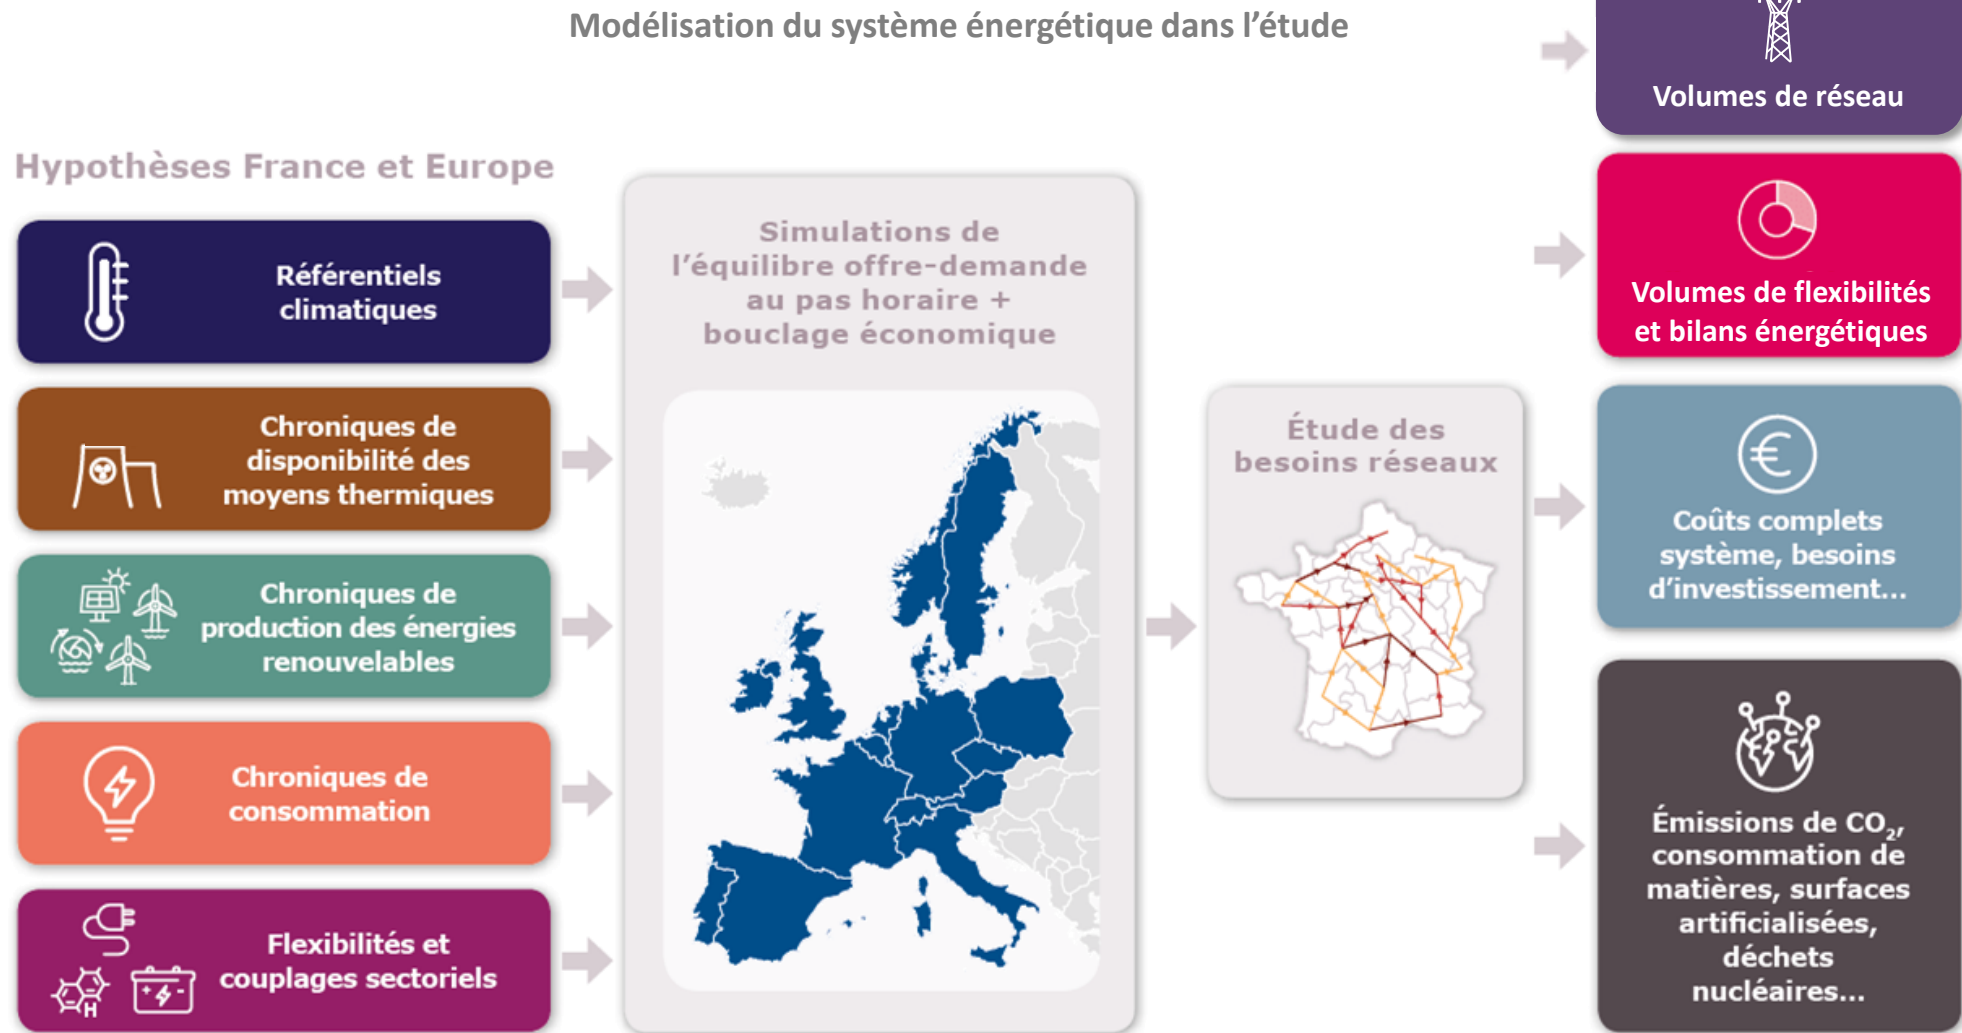 Modélisation du système énergétique dans l’étude
Hypothèses France et Europe
Référentiels
climatiques
Chroniques de
disponibilité des
moyens thermiques
Chroniques de
production des énergies
renouvelables
Chroniques de
consommation
H
Flexibilités et
couplages sectoriels
Simulations de
l’équilibre offre-demande
au pas horaire +
bouclage économique
Étude des
besoins réseaux
Volumes de réseau
Volumes de flexibilités
et bilans énergétiques
€
Coûts complets
système, besoins
d’investissement...
Émissions de CO₂,
consommation de
matières, surfaces
artificialisées,
déchets
nucléaires...